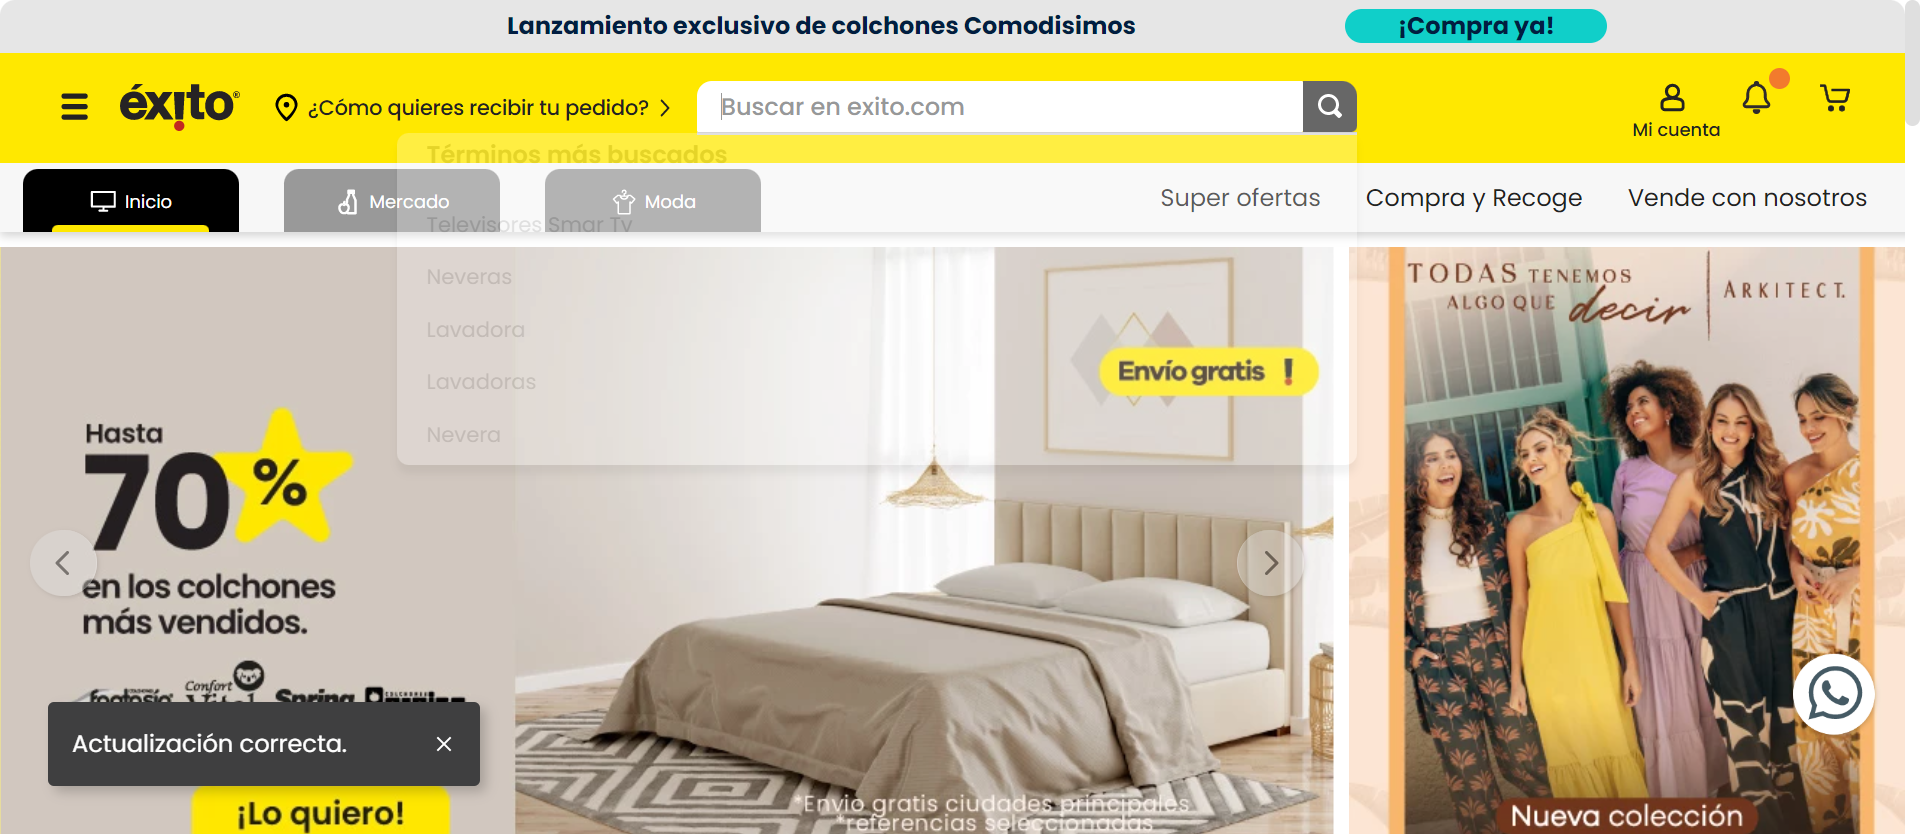 Lanzamiento exclusivo de colchones Comodisimos
¡Compra ya!
éxito®
¿Cómo quieres recibir tu pedido?
Buscar en exito.com
Mi cuenta
Términos más buscados
Inicio
Mercado
Moda
Super ofertas
Compra y Recoge
Vende con nosotros
Televisores Smar Tv
Neveras
Lavadora
Lavadoras
Nevera
Hasta
70%
en los colchones
más vendidos.
Confort
Spring
Envío gratis
TODAS TENEMOS
ALGO QUE decir
ARKITECT.
Actualización correcta.
¡Lo quiero!
*Envio gratis ciudades principales
*referencias seleccionadas
Nueva colección